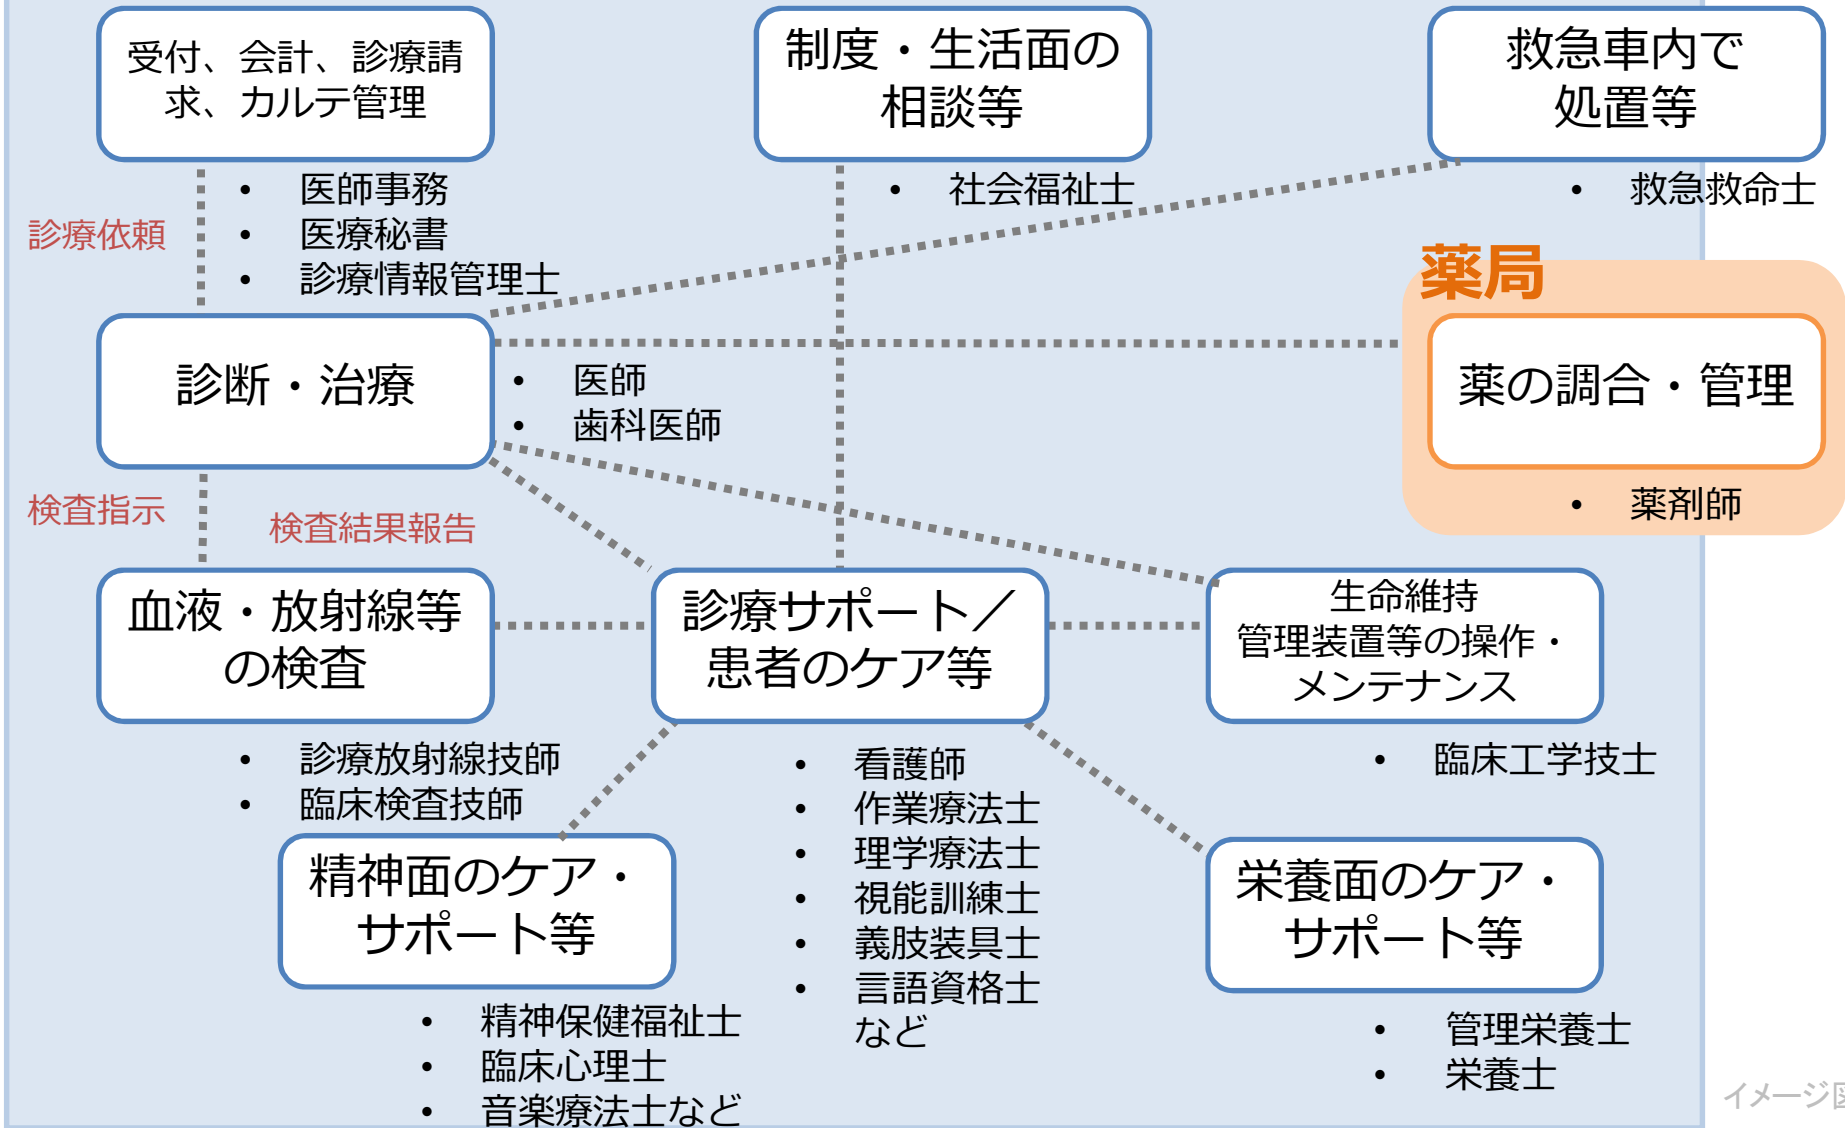 受付、会計、診療請
求、カルテ管理
• 医師事務
• 医療秘書
• 診療情報管理士
制度・生活面の
相談等
• 社会福祉士
救急車内で
処置等
• 救急救命士
診療依頼
薬局
薬の調合・管理
• 薬剤師
診断・治療
• 医師
• 歯科医師
検査指示
検査結果報告
血液・放射線等
の検査
• 診療放射線技師
• 臨床検査技師
診療サポート／
患者のケア等
• 看護師
• 作業療法士
• 理学療法士
• 視能訓練士
• 義肢装具士
• 言語資格士
など
生命維持
管理装置等の操作・
メンテナンス
• 臨床工学技士
精神面のケア・
サポート等
• 精神保健福祉士
• 臨床心理士
• 音楽療法士など
栄養面のケア・
サポート等
• 管理栄養士
• 栄養士
イメージ図